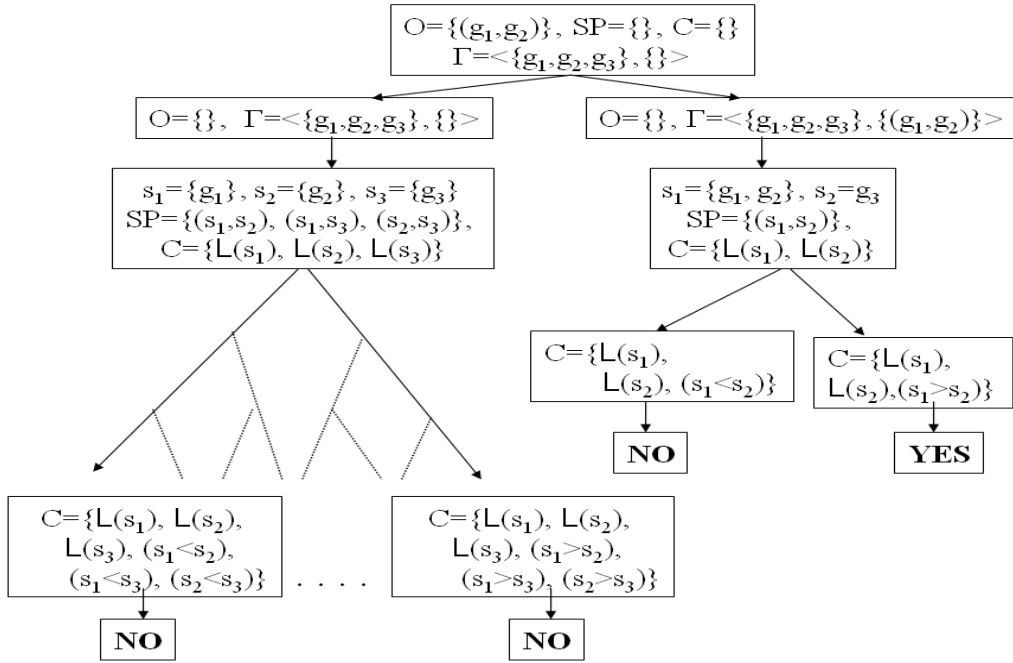 O={(g₁,g₂)}, SP={}, C={}
Γ=<{g₁,g₂,g₃},{}>
O={}, Γ=<{g₁,g₂,g₃},{}>
O={}, Γ=<{g₁,g₂,g₃},{(g₁,g₂)}>
s₁={g₁}, s₂={g₂}, s₃={g₃}
SP={(s₁,s₂), (s₁,s₃), (s₂,s₃)},
C={L(s₁), L(s₂), L(s₃)}
s₁={g₁, g₂}, s₂=g₃
SP={(s₁,s₂)},
C={L(s₁), L(s₂)}
C={L(s₁),
L(s₂), (s₁<s₂)}
NO
C={L(s₁),
L(s₂),(s₁>s₂)}
YES
C={L(s₁), L(s₂),
L(s₃), (s₁<s₂),
(s₁<s₃), (s₂<s₃)}
NO
. . . .
C={L(s₁), L(s₂),
L(s₃), (s₁>s₂),
(s₁>s₃), (s₂>s₃)}
NO